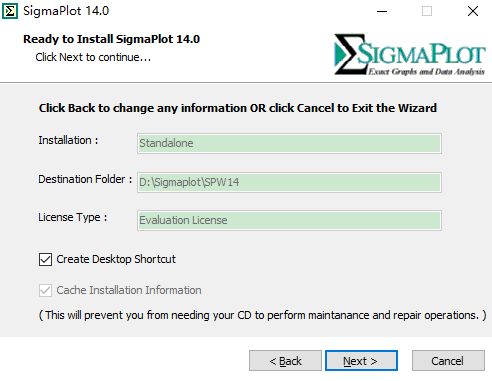 SigmaPlot 14.0
Ready to Install SigmaPlot 14.0
Click Next to continue...
SIGMAPLOT
Exact Graphs and Data Analysis
Click Back to change any information OR click Cancel to Exit the Wizard
Installation :
Standalone
Destination Folder :
D:\Sigmaplot\SPW14
License Type :
Evaluation License
Create Desktop Shortcut
Cache Installation Information
( This will prevent you from needing your CD to perform maintanance and repair operations. )
< Back
Next >
Cancel